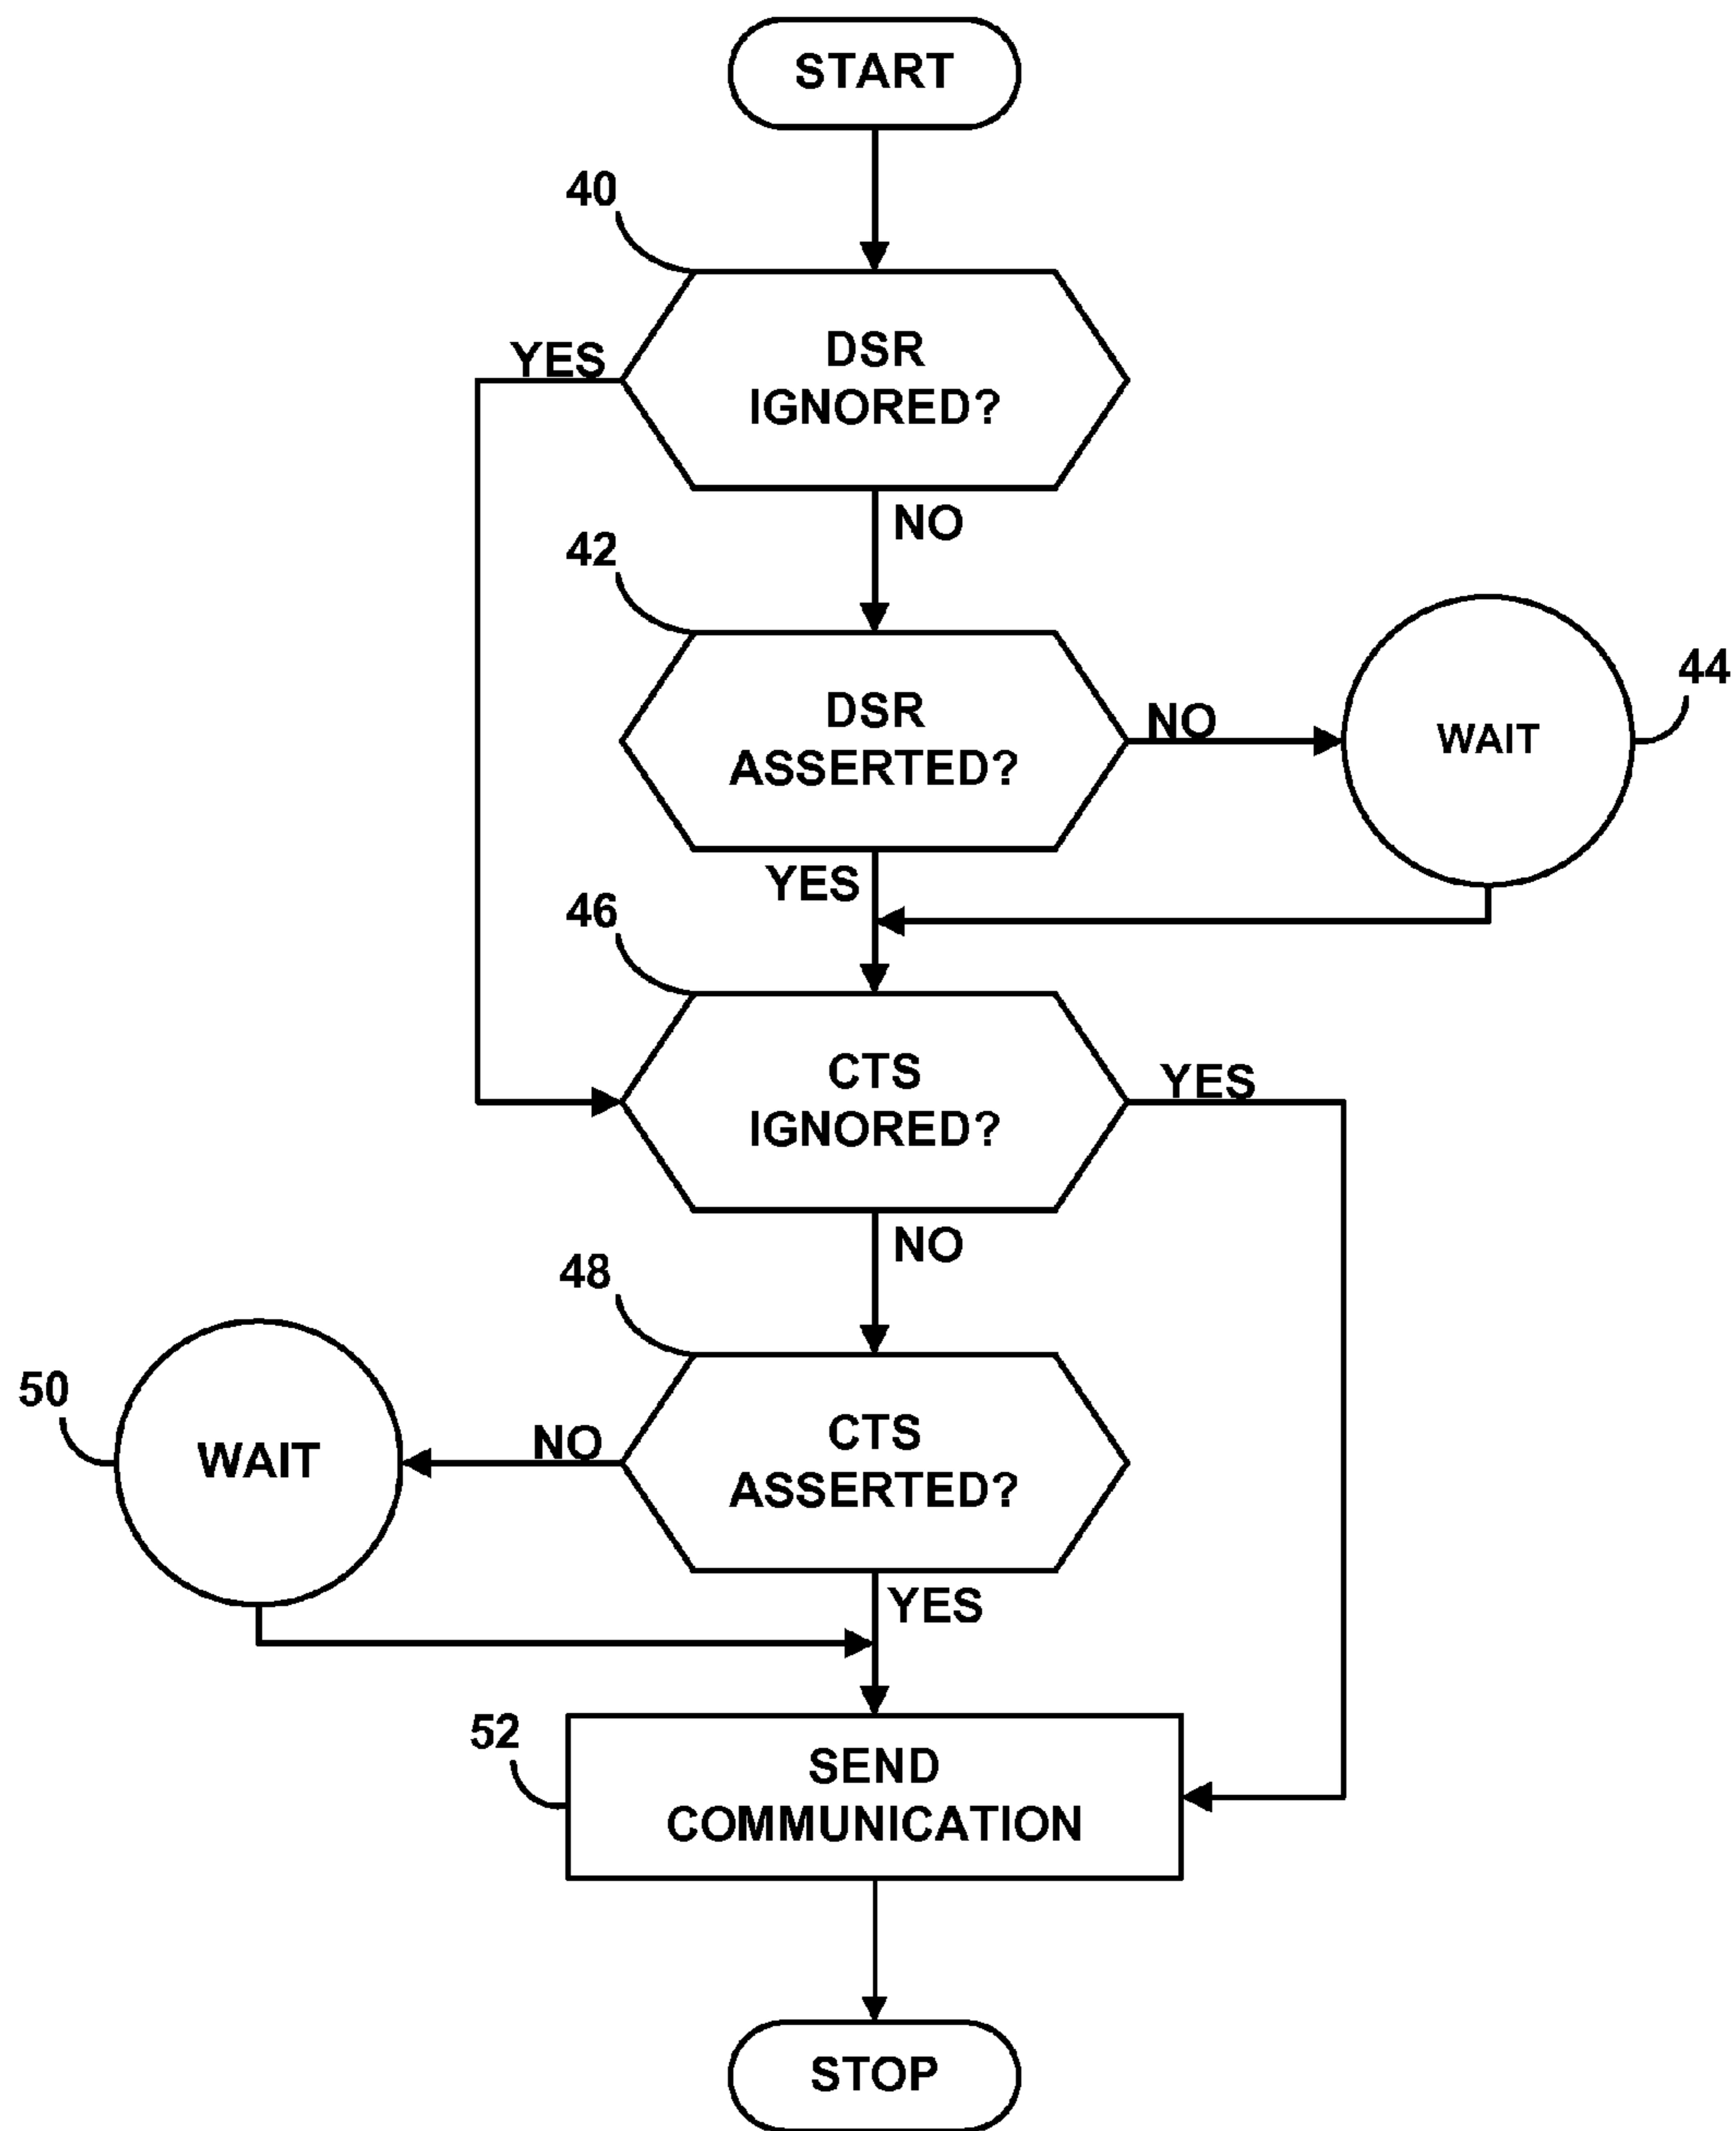 START
40
DSR
IGNORED?
YES
NO
42
DSR
ASSERTED?
NO
WAIT
44
YES
46
CTS
IGNORED?
YES
NO
48
CTS
ASSERTED?
NO
WAIT
50
YES
52
SEND
COMMUNICATION
STOP